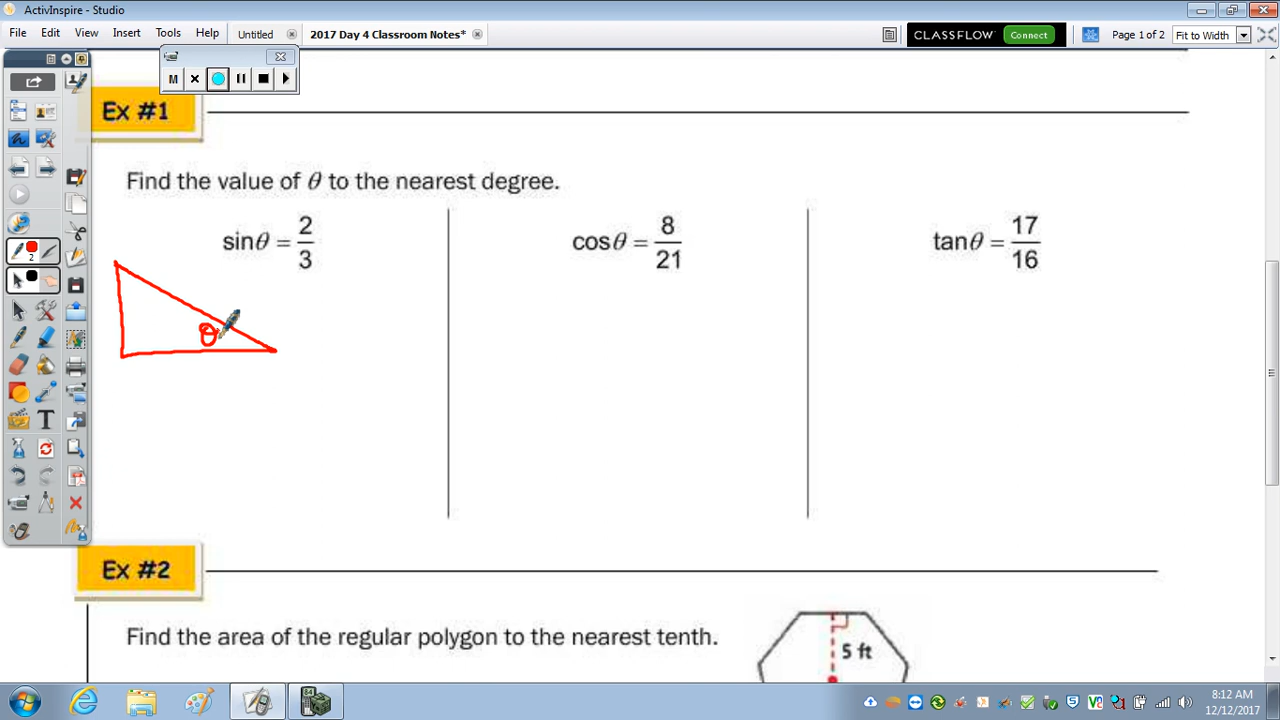 ActivInspire - Studio
File Edit View Insert Tools Help
Untitled
2017 Day 4 Classroom Notes*
CLASSFLOW Connect
Page 1 of 2
Fit to Width
M
2
T
Ex #1
Find the value of θ to the nearest degree.
sinθ = 2/3
cosθ = 8/21
tanθ = 17/16
θ
Ex #2
Find the area of the regular polygon to the nearest tenth.
5 ft
8:12 AM
12/12/2017